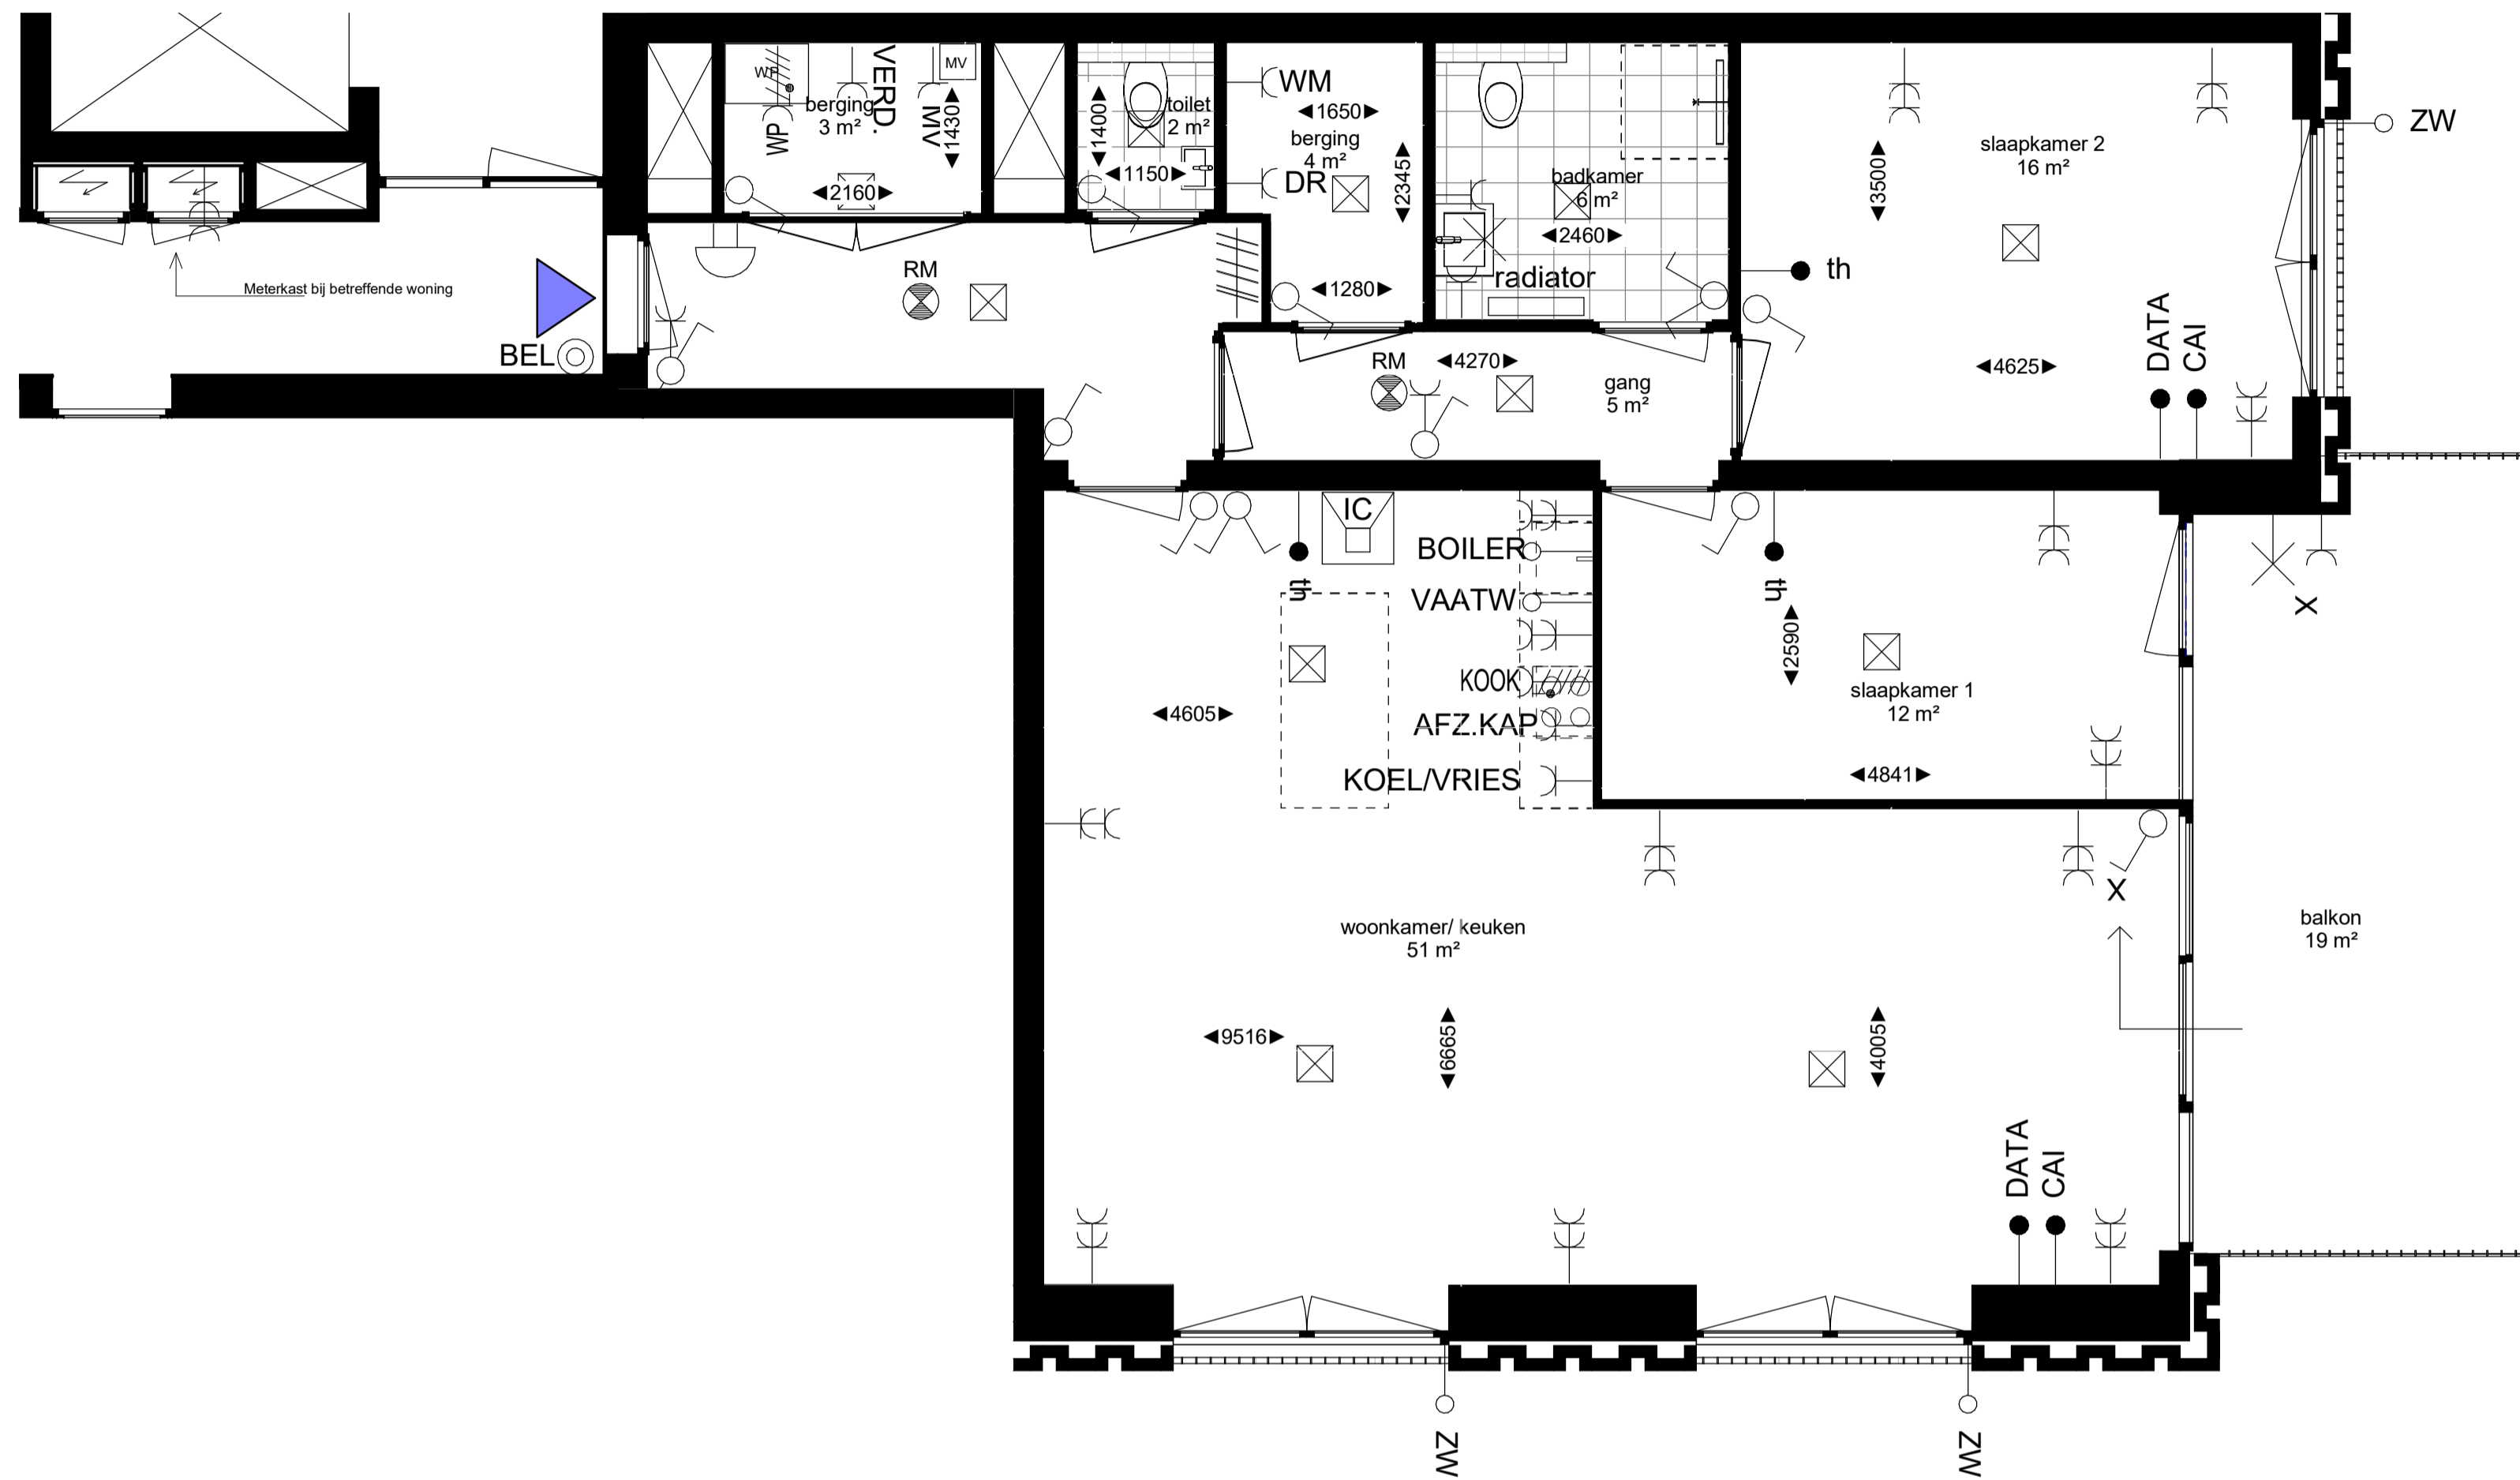 WP
VERD.
MV
berging
3 m²
WP
MV
1430
2160
1400
toilet
2 m²
1150
WM
1650
berging
4 m²
DR
2345
1280
badkamer
6 m²
2460
radiator
slaapkamer 2
16 m²
3500
ZW
th
4625
DATA
CAI
Meterkast bij betreffende woning
BEL
RM
RM
4270
gang
5 m²
IC
th
BOILER
VAATW
KOOK
AFZ.KAP
KOEL/VRIES
4605
th
2590
slaapkamer 1
12 m²
4841
X
X
woonkamer/ keuken
51 m²
balkon
19 m²
9516
6665
4005
DATA
CAI
ZW
ZW